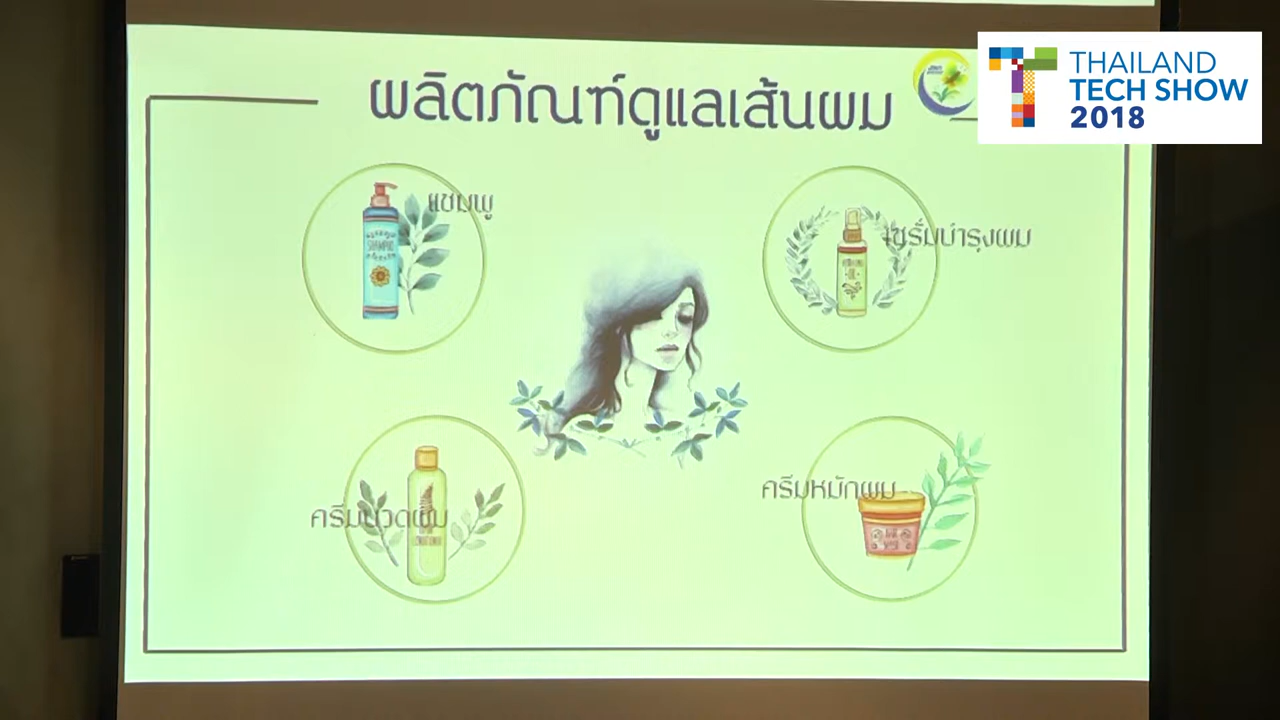 THAILAND
TECH SHOW
2018
ผลิตภัณฑ์ดูแลเส้นผม
แชมพู
SHAMPOO
เซรั่มบำรุงผม
ครีมนวดผม
ครีมหมักผม